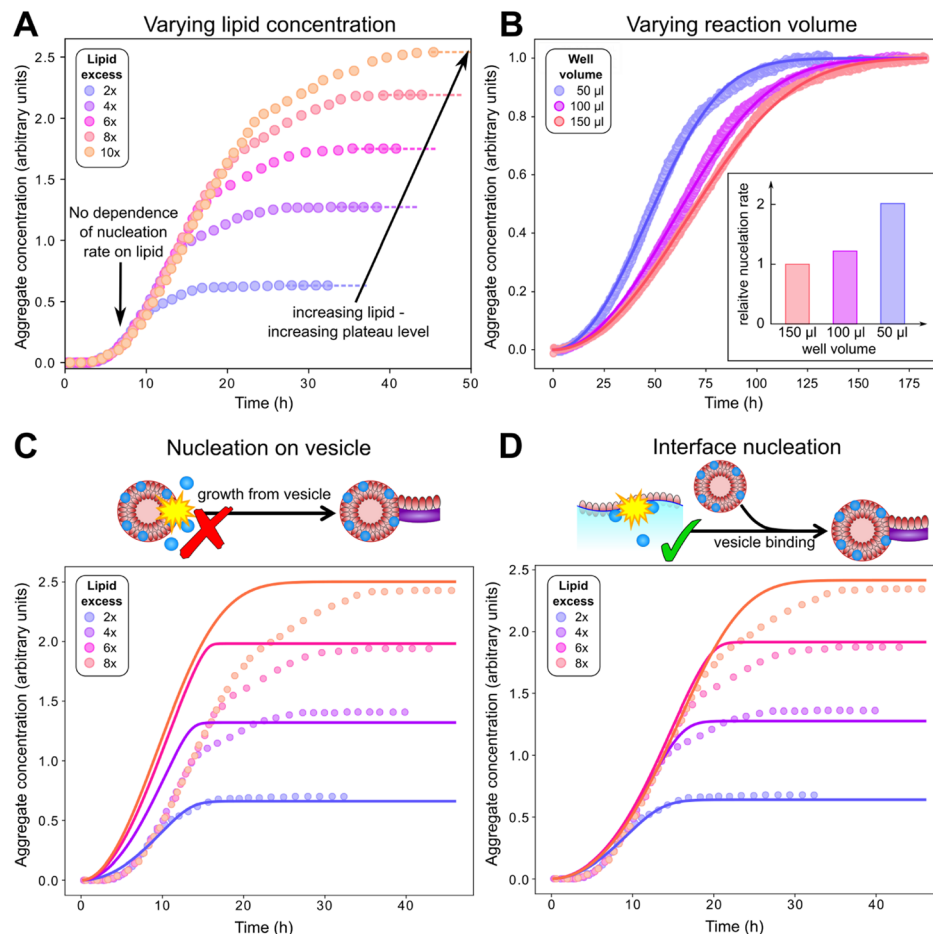 A
Varying lipid concentration
Aggregate concentration (arbitrary units)
2.5
2.0
1.5
1.0
0.5
0.0
Lipid
excess
2x
4x
6x
8x
10x
No dependence
of nucleation
rate on lipid
increasing lipid -
increasing plateau level
0
10
20
30
40
50
Time (h)
B
Varying reaction volume
Aggregate concentration (arbitrary units)
1.0
0.8
0.6
0.4
0.2
0.0
Well
volume
50 µl
100 µl
150 µl
relaitive nucelation rate
2
1
0
150 µl
100 µl
50 µl
well volume
0
25
50
75
100
125
150
175
Time (h)
C
Nucleation on vesicle
growth from vesicle
Aggregate concentration (arbitrary units)
2.5
2.0
1.5
1.0
0.5
0.0
Lipid
excess
2x
4x
6x
8x
0
10
20
30
40
Time (h)
D
Interface nucleation
vesicle binding
Aggregate concentration (arbitrary units)
2.5
2.0
1.5
1.0
0.5
0.0
Lipid
excess
2x
4x
6x
8x
0
10
20
30
40
Time (h)